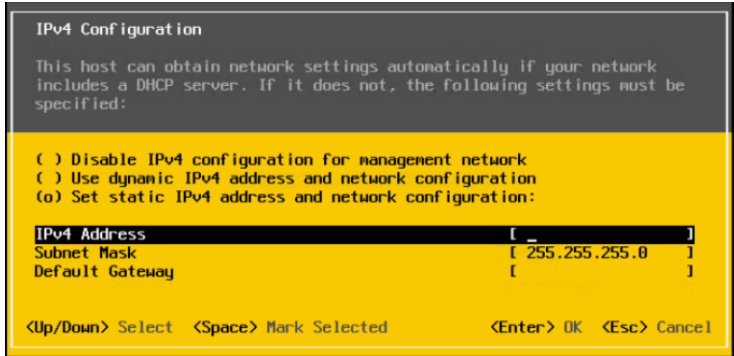 IPv4 Configuration
This host can obtain network settings automatically if your network
includes a DHCP server. If it does not, the following settings must be
specified:
( ) Disable IPv4 configuration for management network
( ) Use dynamic IPv4 address and network configuration
(o) Set static IPv4 address and network configuration:
IPv4 Address [ _ ]
Subnet Mask [ 255.255.255.0 ]
Default Gateway [ ]
<Up/Down> Select <Space> Mark Selected <Enter> OK <Esc> Cancel